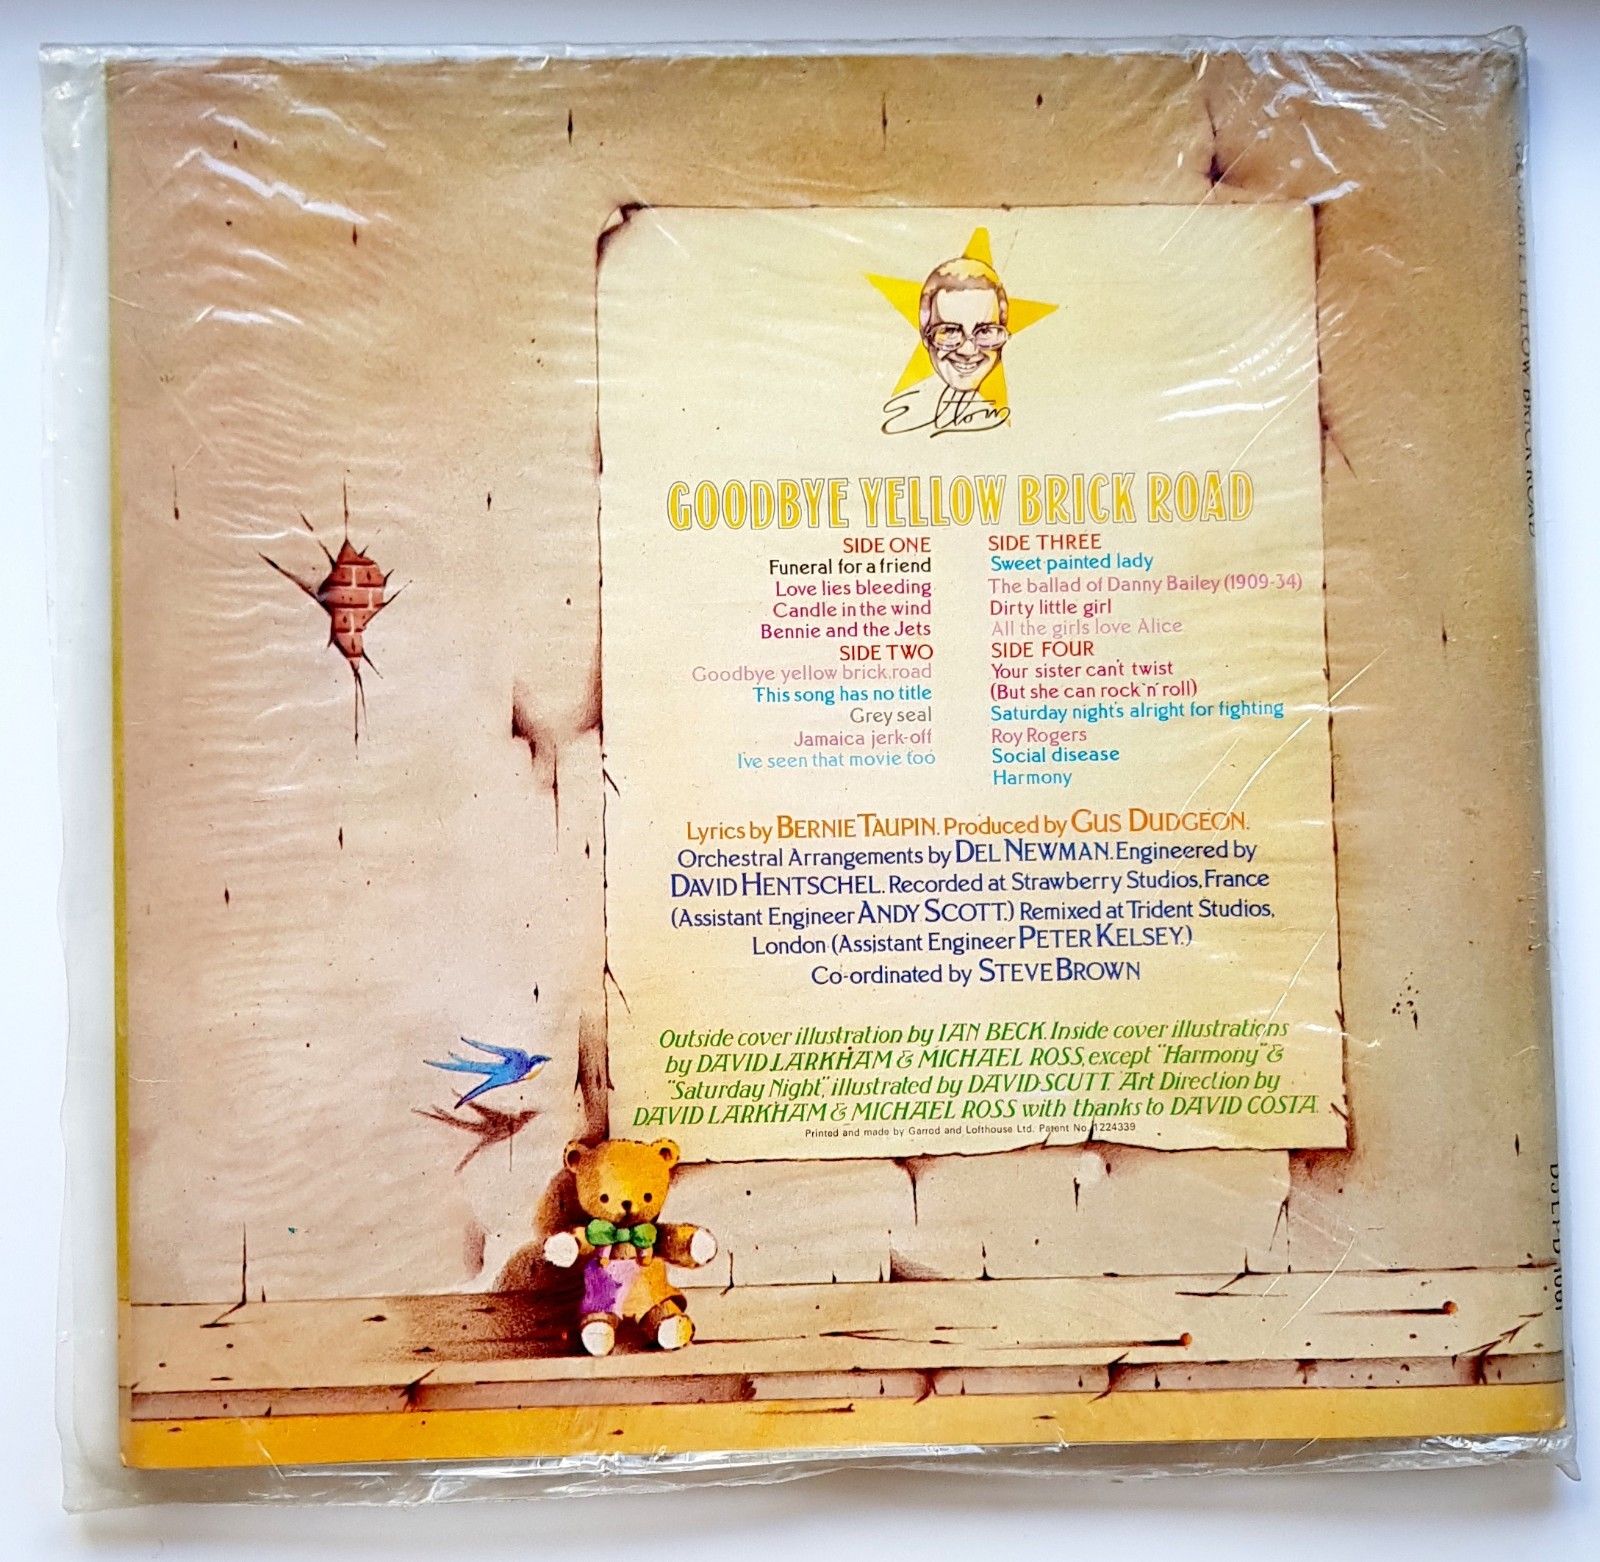 Elton
GOODBYE YELLOW BRICK ROAD
SIDE ONE
Funeral for a friend
Love lies bleeding
Candle in the wind
Bennie and the Jets
SIDE TWO
Goodbye yellow brick road
This song has no title
Grey seal
Jamaica jerk-off
I've seen that movie too
SIDE THREE
Sweet painted lady
The ballad of Danny Bailey (1909-34)
Dirty little girl
All the girls love Alice
SIDE FOUR
Your sister can't twist
(But she can rock 'n' roll)
Saturday night's alright for fighting
Roy Rogers
Social disease
Harmony
Lyrics by BERNIE TAUPIN. Produced by GUS DUDGEON.
Orchestral Arrangements by DEL NEWMAN. Engineered by
DAVID HENTSCHEL. Recorded at Strawberry Studios, France
(Assistant Engineer ANDY SCOTT.) Remixed at Trident Studios,
London (Assistant Engineer PETER KELSEY.)
Co-ordinated by STEVE BROWN
Outside cover illustration by IAN BECK. Inside cover illustrations
by DAVID LARKHAM & MICHAEL ROSS, except "Harmony" &
"Saturday Night", illustrated by DAVID SCUTT. Art Direction by
DAVID LARKHAM & MICHAEL ROSS with thanks to DAVID COSTA.
Printed and made by Garrod and Lofthouse Ltd. Patent No. 1224339
YELLOW BRICK ROAD